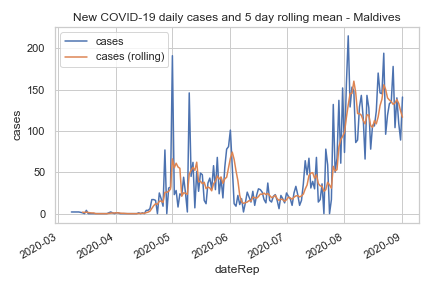 New COVID-19 daily cases and 5 day rolling mean - Maldives
cases
cases (rolling)
cases
200
150
100
50
0
2020-03
2020-04
2020-05
2020-06
2020-07
2020-08
2020-09
dateRep